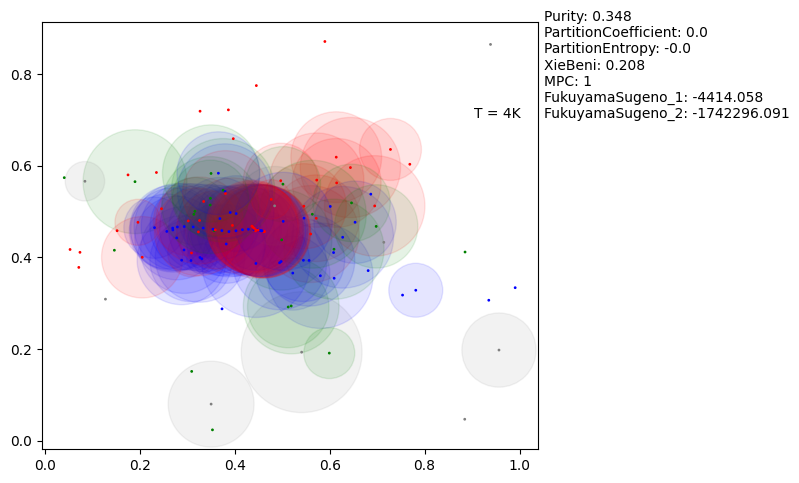 Purity: 0.348
PartitionCoefficient: 0.0
PartitionEntropy: -0.0
XieBeni: 0.208
MPC: 1
FukuyamaSugeno_1: -4414.058
FukuyamaSugeno_2: -1742296.091
T = 4K
0.8
0.6
0.4
0.2
0.0
0.0 0.2 0.4 0.6 0.8 1.0